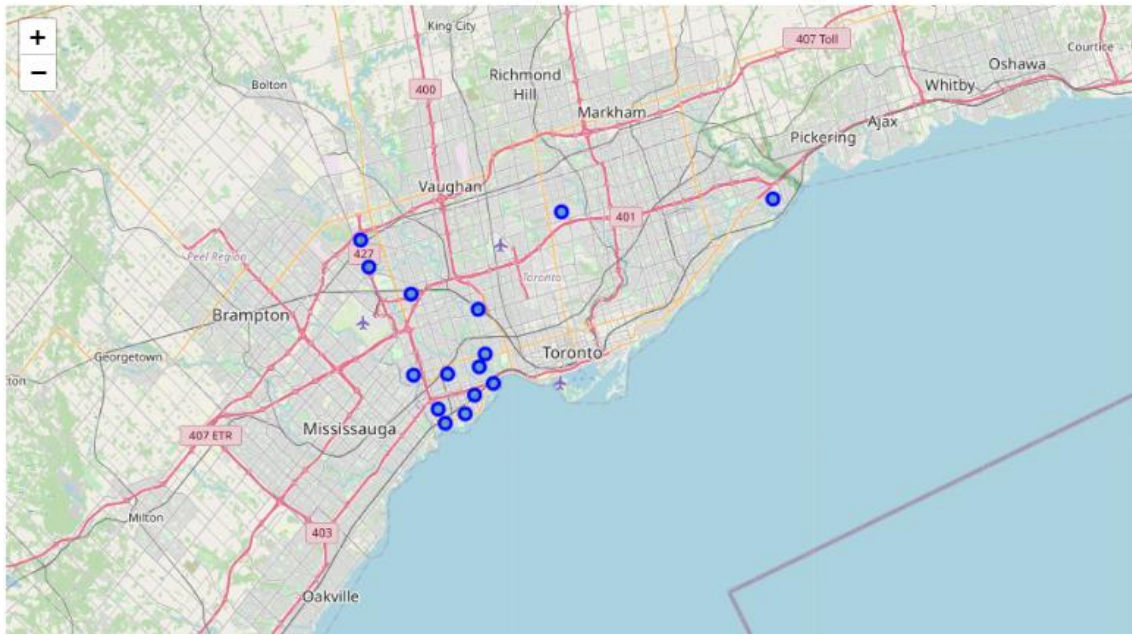 +
−
King City
407 Toll
Courtice
Oshawa
Richmond
Hill
Bolton
400
Whitby
Markham
Ajax
Pickering
Vaughan
401
427
Peel Region
Toronto
Brampton
Georgetown
Toronto
Mississauga
407 ETR
Milton
403
Oakville